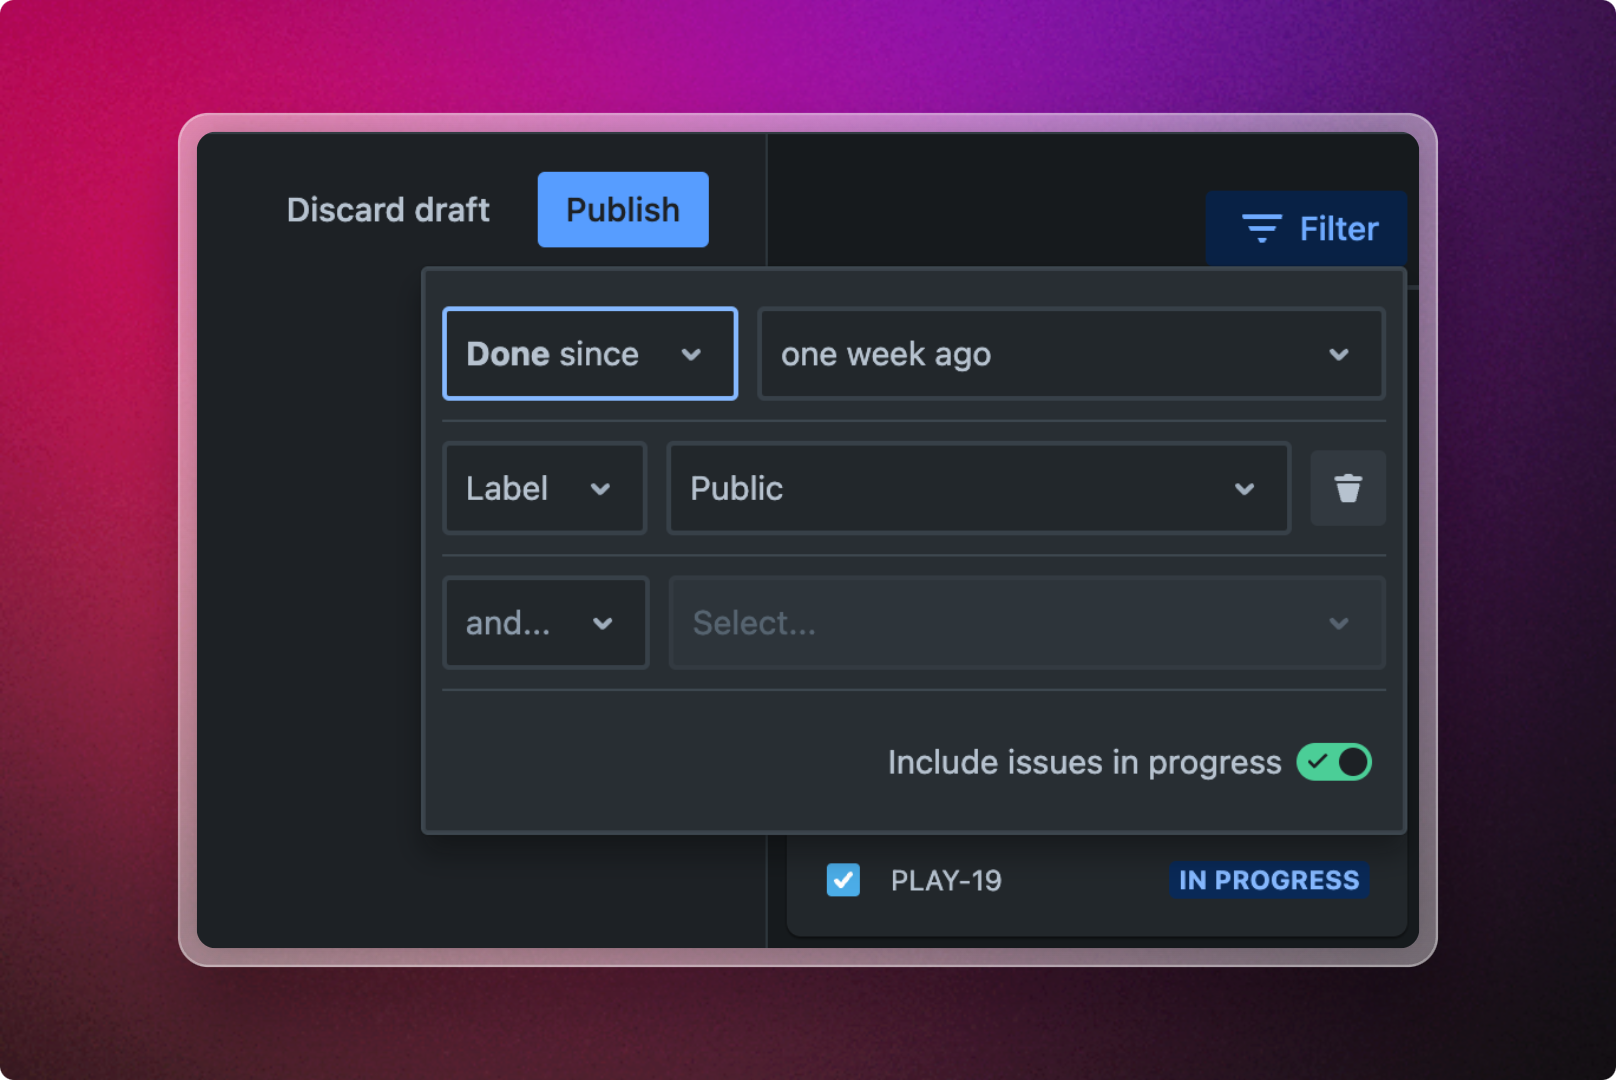 Discard draft
Publish
Filter
Done since
one week ago
Label
Public
and...
Select...
Include issues in progress
PLAY-19
IN PROGRESS